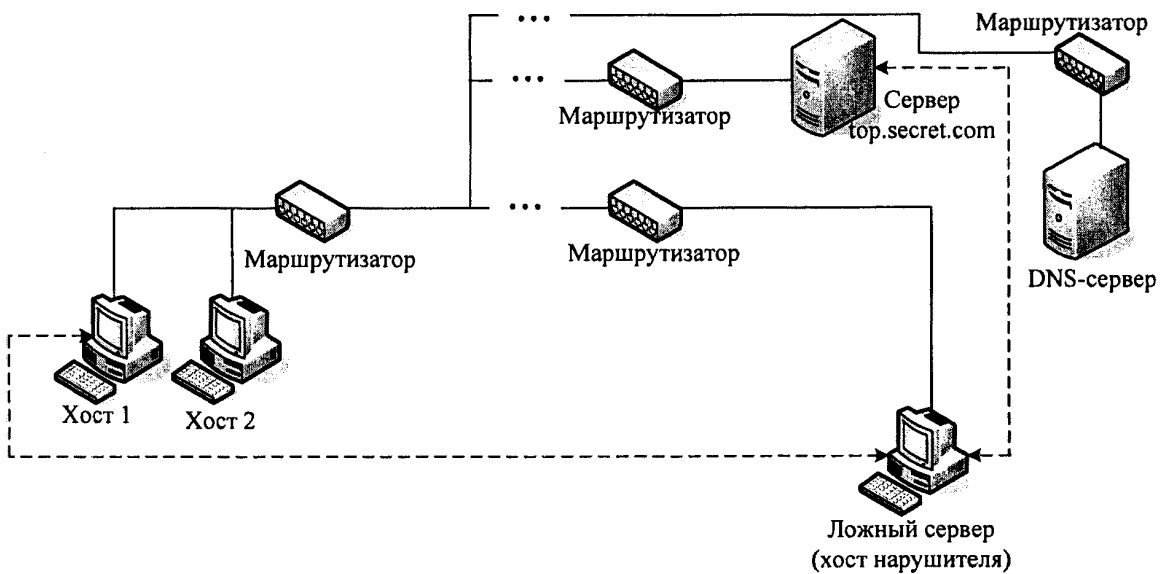 Маршрутизатор
Маршрутизатор
Сервер
top.secret.com
Маршрутизатор
Маршрутизатор
DNS-сервер
Хост 1
Хост 2
Ложный сервер
(хост нарушителя)